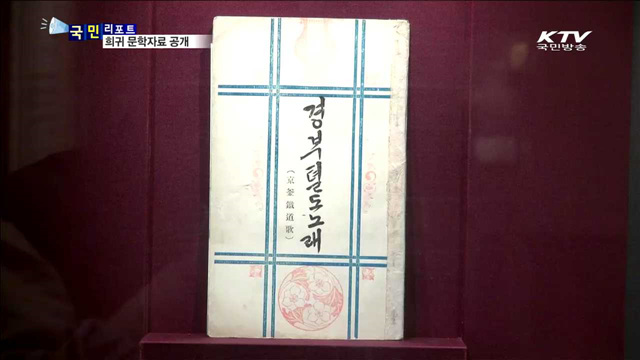 국민 리포트
희귀 문학자료 공개
KTV
국민방송
경부텰도노래
(京釜鐵道歌)